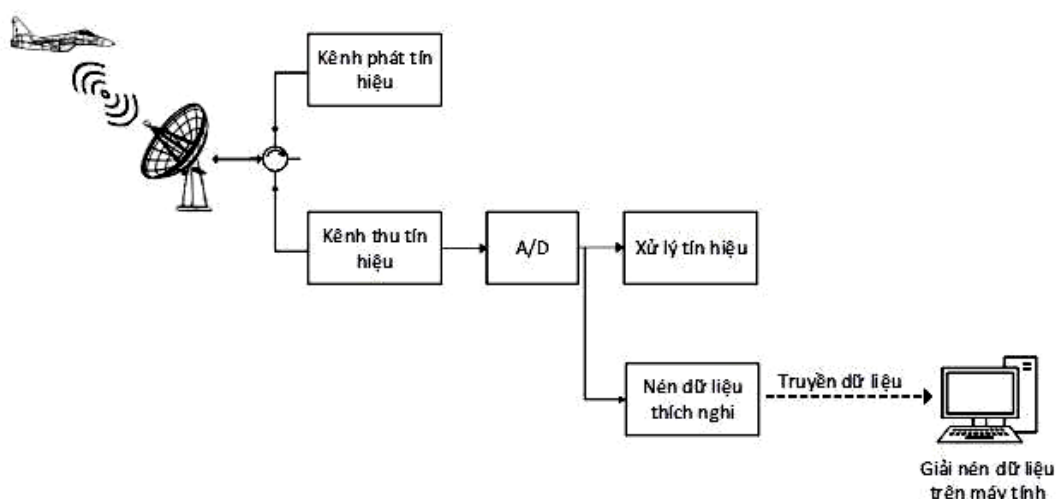 Kênh phát tín
hiệu
Kênh thu tín
hiệu
A/D
Xử lý tín hiệu
Nén dữ liệu
thích nghi
Truyền dữ liệu
Giải nén dữ liệu
trên máy tính